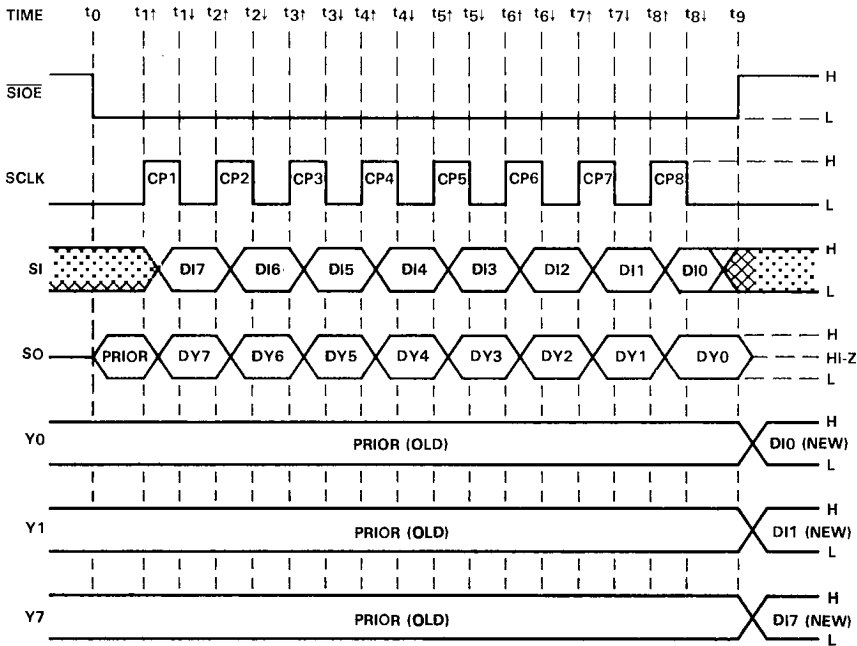 TIME t0 t1↑ t1↓ t2↑ t2↓ t3↑ t3↓ t4↑ t4↓ t5↑ t5↓ t6↑ t6↓ t7↑ t7↓ t8↑ t8↓ t9
SIOE H
L
H
SCLK CP1 CP2 CP3 CP4 CP5 CP6 CP7 CP8
L
H
SI DI7 DI6 DI5 DI4 DI3 DI2 DI1 DI0
L
H
SO PRIOR DY7 DY6 DY5 DY4 DY3 DY2 DY1 DY0 HI-Z
L
H
Y0 PRIOR (OLD) DI0 (NEW)
L
H
Y1 PRIOR (OLD) DI1 (NEW)
L
H
Y7 PRIOR (OLD) DI7 (NEW)
L